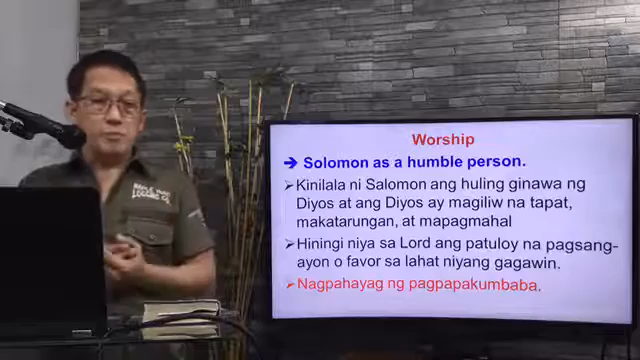 Worship
➔ Solomon as a humble person.
➢Kinilala ni Solomon ang huling ginawa ng
Diyos at ang Diyos ay magiliw na tapat,
makatarungan, at mapagmahal
➢Hiningi niya sa Lord ang patuloy na pagsang-
ayon o favor sa lahat niyang gagawin.
➢Nagpahayag ng pagpapakumbaba.